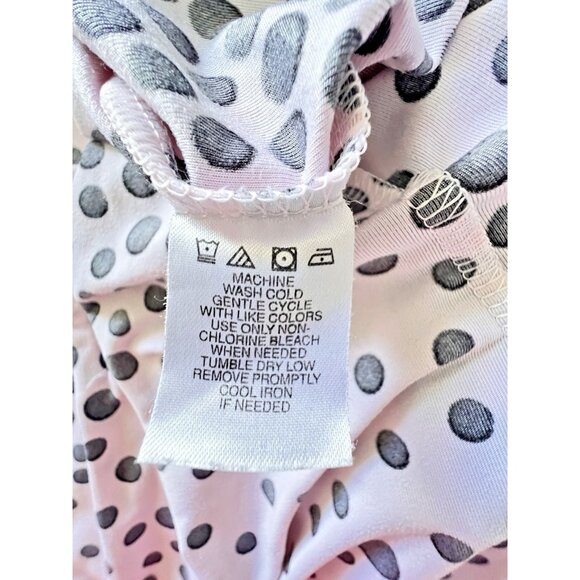 MACHINE
WASH COLD
GENTLE CYCLE
WITH LIKE COLORS
USE ONLY NON-
CHLORINE BLEACH
WHEN NEEDED
TUMBLE DRY LOW
REMOVE PROMPTLY
COOL IRON
IF NEEDED